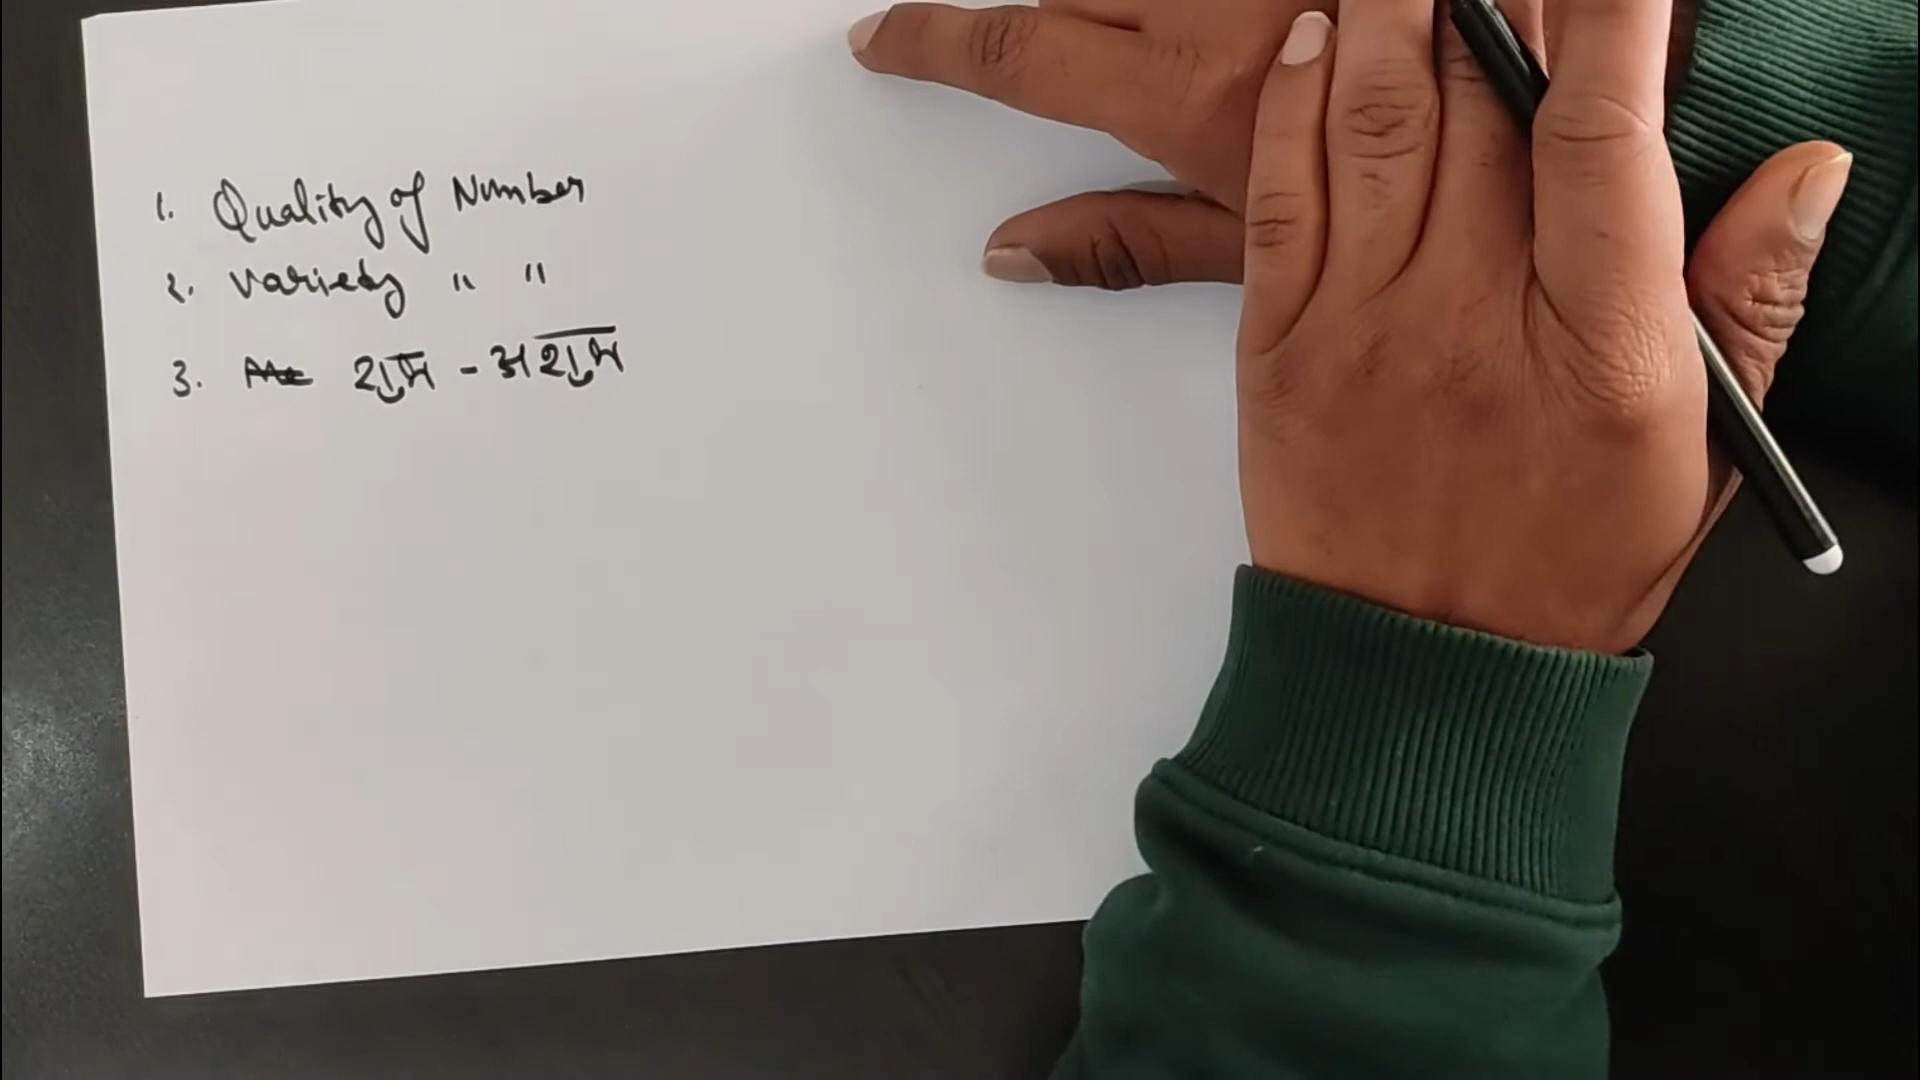 1. Quality of Number
2. Variety " "
3. शुभ - अशुभ